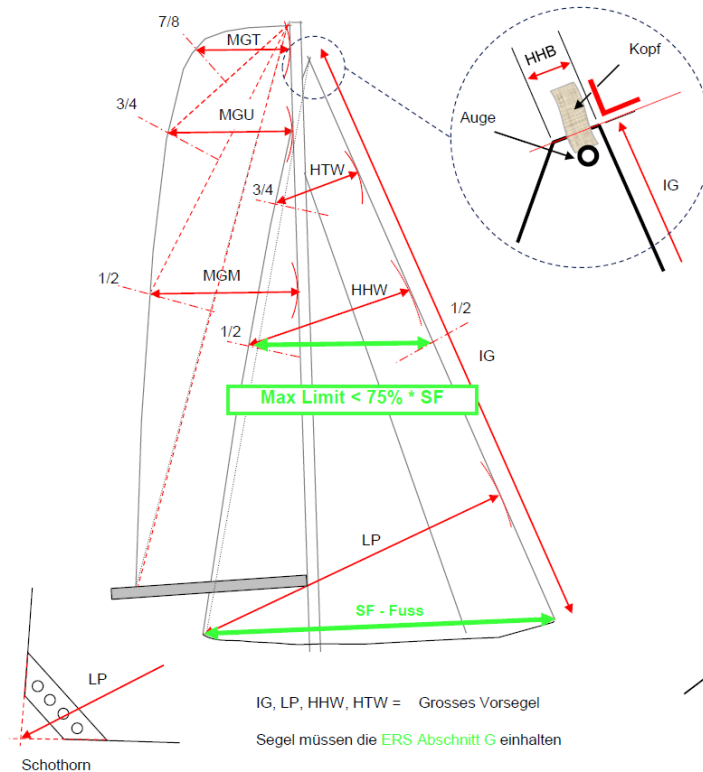 7/8
MGT
HHB
Kopf
3/4
MGU
Auge
HTW
IG
3/4
1/2
MGM
HHW
1/2
1/2
IG
Max Limit < 75% * SF
LP
SF - Fuss
LP
IG, LP, HHW, HTW = Grosses Vorsegel
Segel müssen die ERS Abschnitt G einhalten
Schothorn